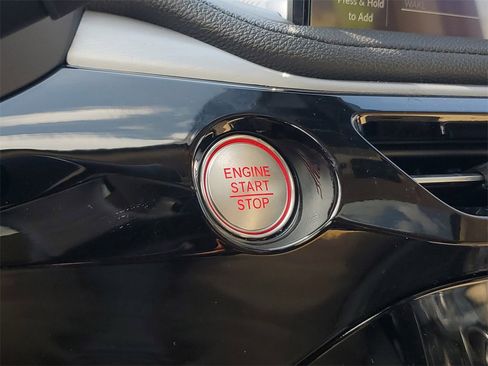 Press & Hold
to Add
ENGINE
START
STOP